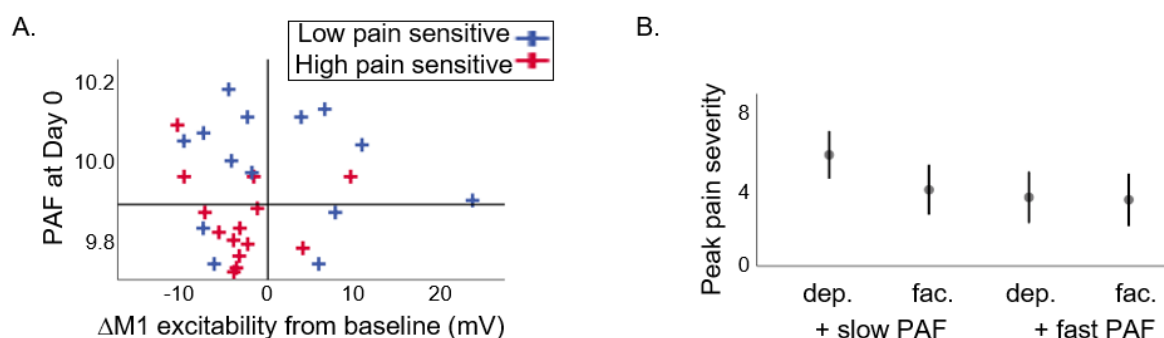 A.
Low pain sensitive
High pain sensitive
PAF at Day 0
10.2
10.0
9.8
-10 0 10 20
ΔM1 excitability from baseline (mV)
B.
Peak pain severity
8
4
0
dep. fac. dep. fac.
+ slow PAF + fast PAF